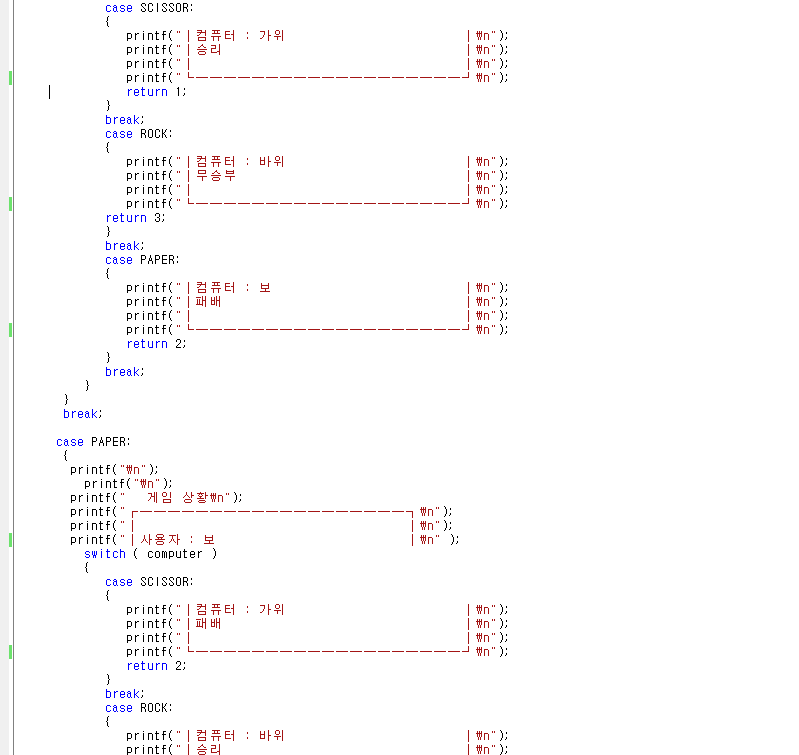 case SCISSOR:
{
printf("│컴퓨터 : 가위                          │₩n");
printf("│승리                                   │₩n");
printf("│                                       │₩n");
printf("└───────────────────────────┘₩n");
return 1;
}
break;
case ROCK:
{
printf("│컴퓨터 : 바위                          │₩n");
printf("│무승부                                 │₩n");
printf("│                                       │₩n");
printf("└───────────────────────────┘₩n");
return 3;
}
break;
case PAPER:
{
printf("│컴퓨터 : 보                            │₩n");
printf("│패배                                   │₩n");
printf("│                                       │₩n");
printf("└───────────────────────────┘₩n");
return 2;
}
break;
}
}
break;
case PAPER:
{
printf("₩n");
printf("₩n");
printf("   게임 상황₩n");
printf("┌───────────────────────────┐₩n");
printf("│                                       │₩n");
printf("│사용자 : 보                            │₩n" );
switch ( computer )
{
case SCISSOR:
{
printf("│컴퓨터 : 가위                          │₩n");
printf("│패배                                   │₩n");
printf("│                                       │₩n");
printf("└───────────────────────────┘₩n");
return 2;
}
break;
case ROCK:
{
printf("│컴퓨터 : 바위                          │₩n");
printf("│승리                                   │₩n");